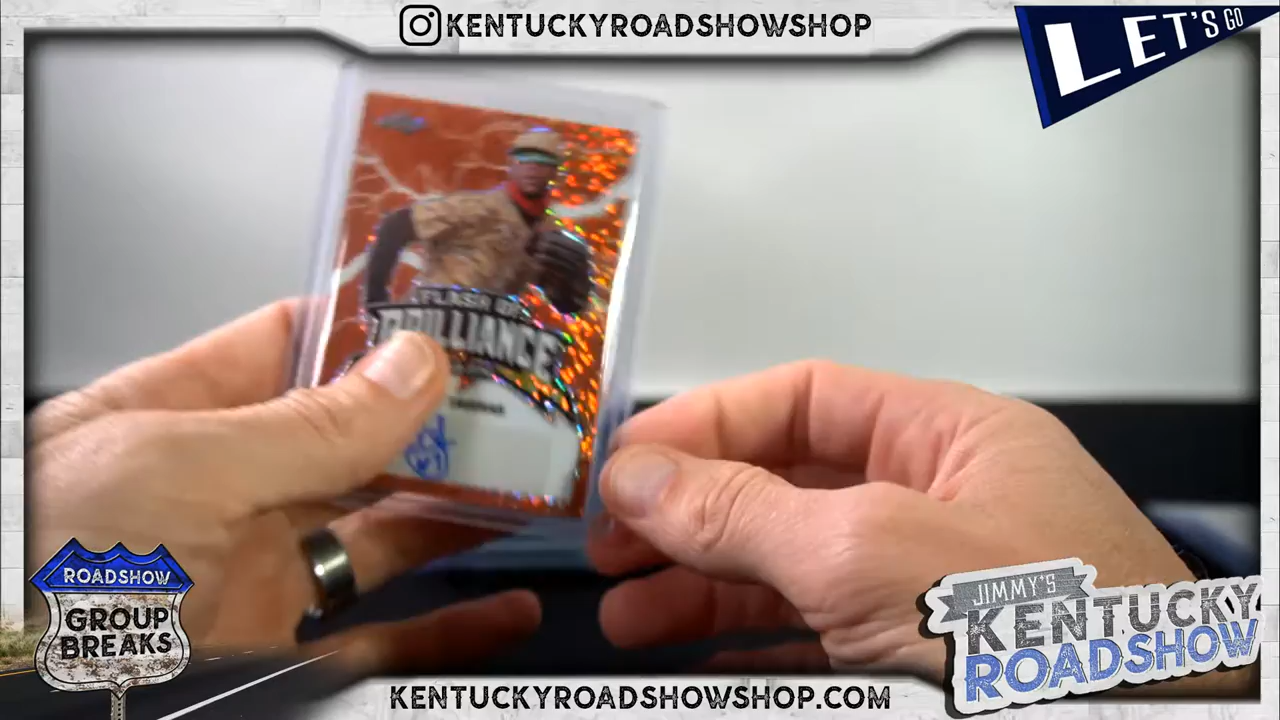 KENTUCKYROADSHOWSHOP
LET'S GO
FLASH OF
BRILLIANCE
ROADSHOW
GROUP
BREAKS
JIMMY'S
KENTUCKY
ROADSHOW
KENTUCKYROADSHOWSHOP.COM